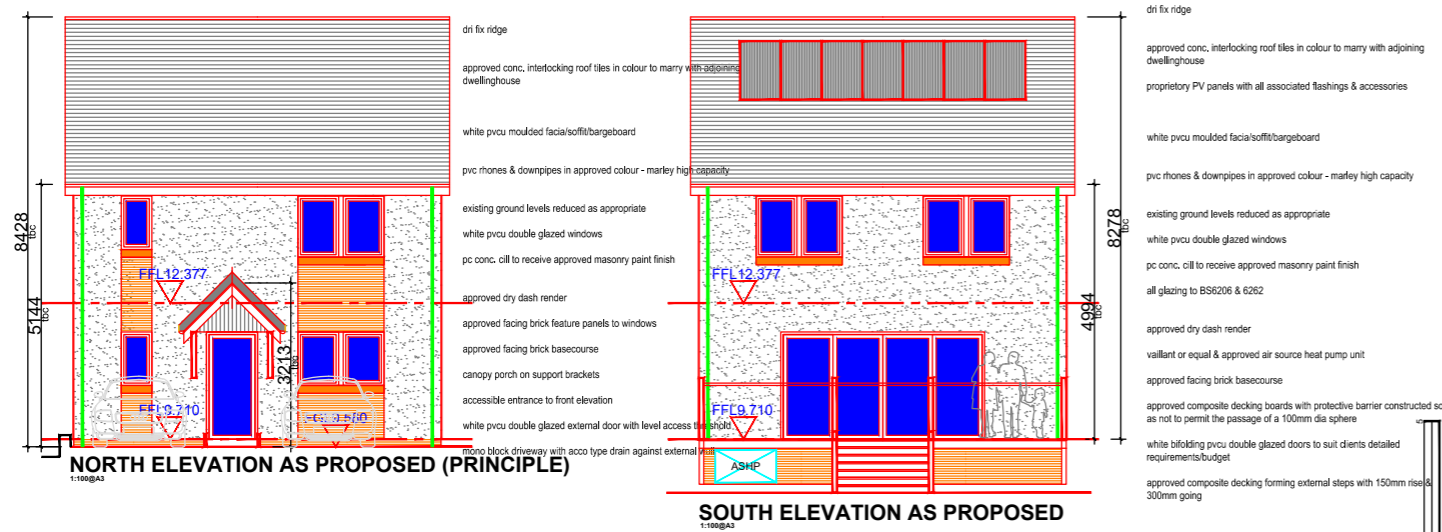 dri fix ridge
approved conc. interlocking roof tiles in colour to marry with adjoining
dwellinghouse
white pvcu moulded facia/soffit/bargeboard
pvc rhones & downpipes in approved colour - marley high capacity
existing ground levels reduced as appropriate
white pvcu double glazed windows
pc conc. cill to receive approved masonry paint finish
approved dry dash render
approved facing brick feature panels to windows
approved facing brick basecourse
canopy porch on support brackets
accessible entrance to front elevation
white pvcu double glazed external door with level access threshold
mono block driveway with acco type drain against external wall
8428
tbc
5144
tbc
3213
tbc
FFL12.377
FFL9.710
NORTH ELEVATION AS PROPOSED (PRINCIPLE)
1:100@A3
FFL12.377
FFL9.710
ASHP
8278
tbc
4994
tbc
SOUTH ELEVATION AS PROPOSED
1:100@A3
dri fix ridge
approved conc. interlocking roof tiles in colour to marry with adjoining
dwellinghouse
proprietory PV panels with all associated flashings & accessories
white pvcu moulded facia/soffit/bargeboard
pvc rhones & downpipes in approved colour - marley high capacity
existing ground levels reduced as appropriate
white pvcu double glazed windows
pc conc. cill to receive approved masonry paint finish
all glazing to BS6206 & 6262
approved dry dash render
vaillant or equal & approved air source heat pump unit
approved facing brick basecourse
approved composite decking boards with protective barrier constructed so
as not to permit the passage of a 100mm dia sphere
white bifolding pvcu double glazed doors to suit clients detailed
requirements/budget
approved composite decking forming external steps with 150mm rise &
300mm going